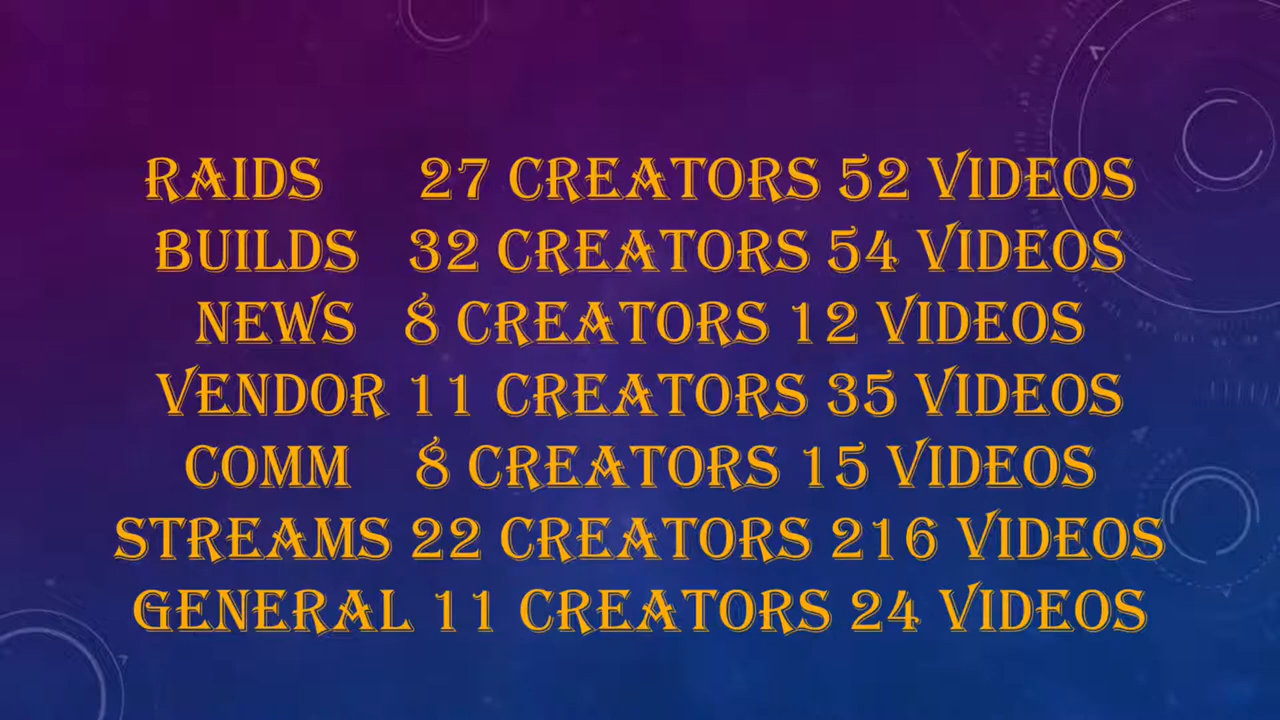 RAIDS 27 CREATORS 52 VIDEOS
BUILDS 32 CREATORS 54 VIDEOS
NEWS 8 CREATORS 12 VIDEOS
VENDOR 11 CREATORS 35 VIDEOS
COMM 8 CREATORS 15 VIDEOS
STREAMS 22 CREATORS 216 VIDEOS
GENERAL 11 CREATORS 24 VIDEOS